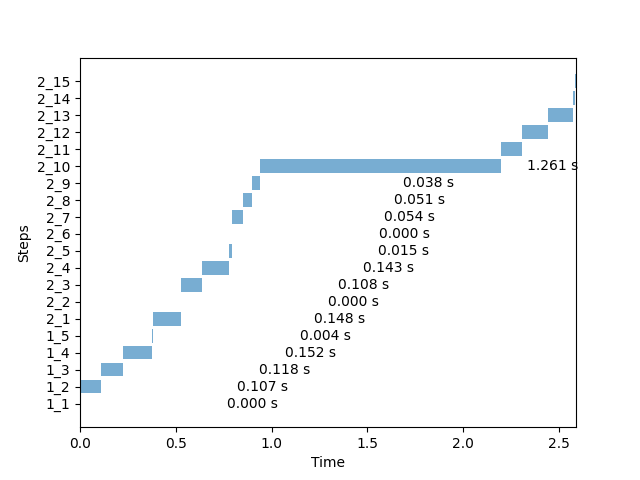 2_15
2_14
2_13
2_12
2_11
2_10 1.261 s
2_9 0.038 s
2_8 0.051 s
2_7 0.054 s
2_6 0.000 s
2_5 0.015 s
2_4 0.143 s
2_3 0.108 s
2_2 0.000 s
2_1 0.148 s
1_5 0.004 s
1_4 0.152 s
1_3 0.118 s
1_2 0.107 s
1_1 0.000 s
Steps
0.0 0.5 1.0 1.5 2.0 2.5
Time